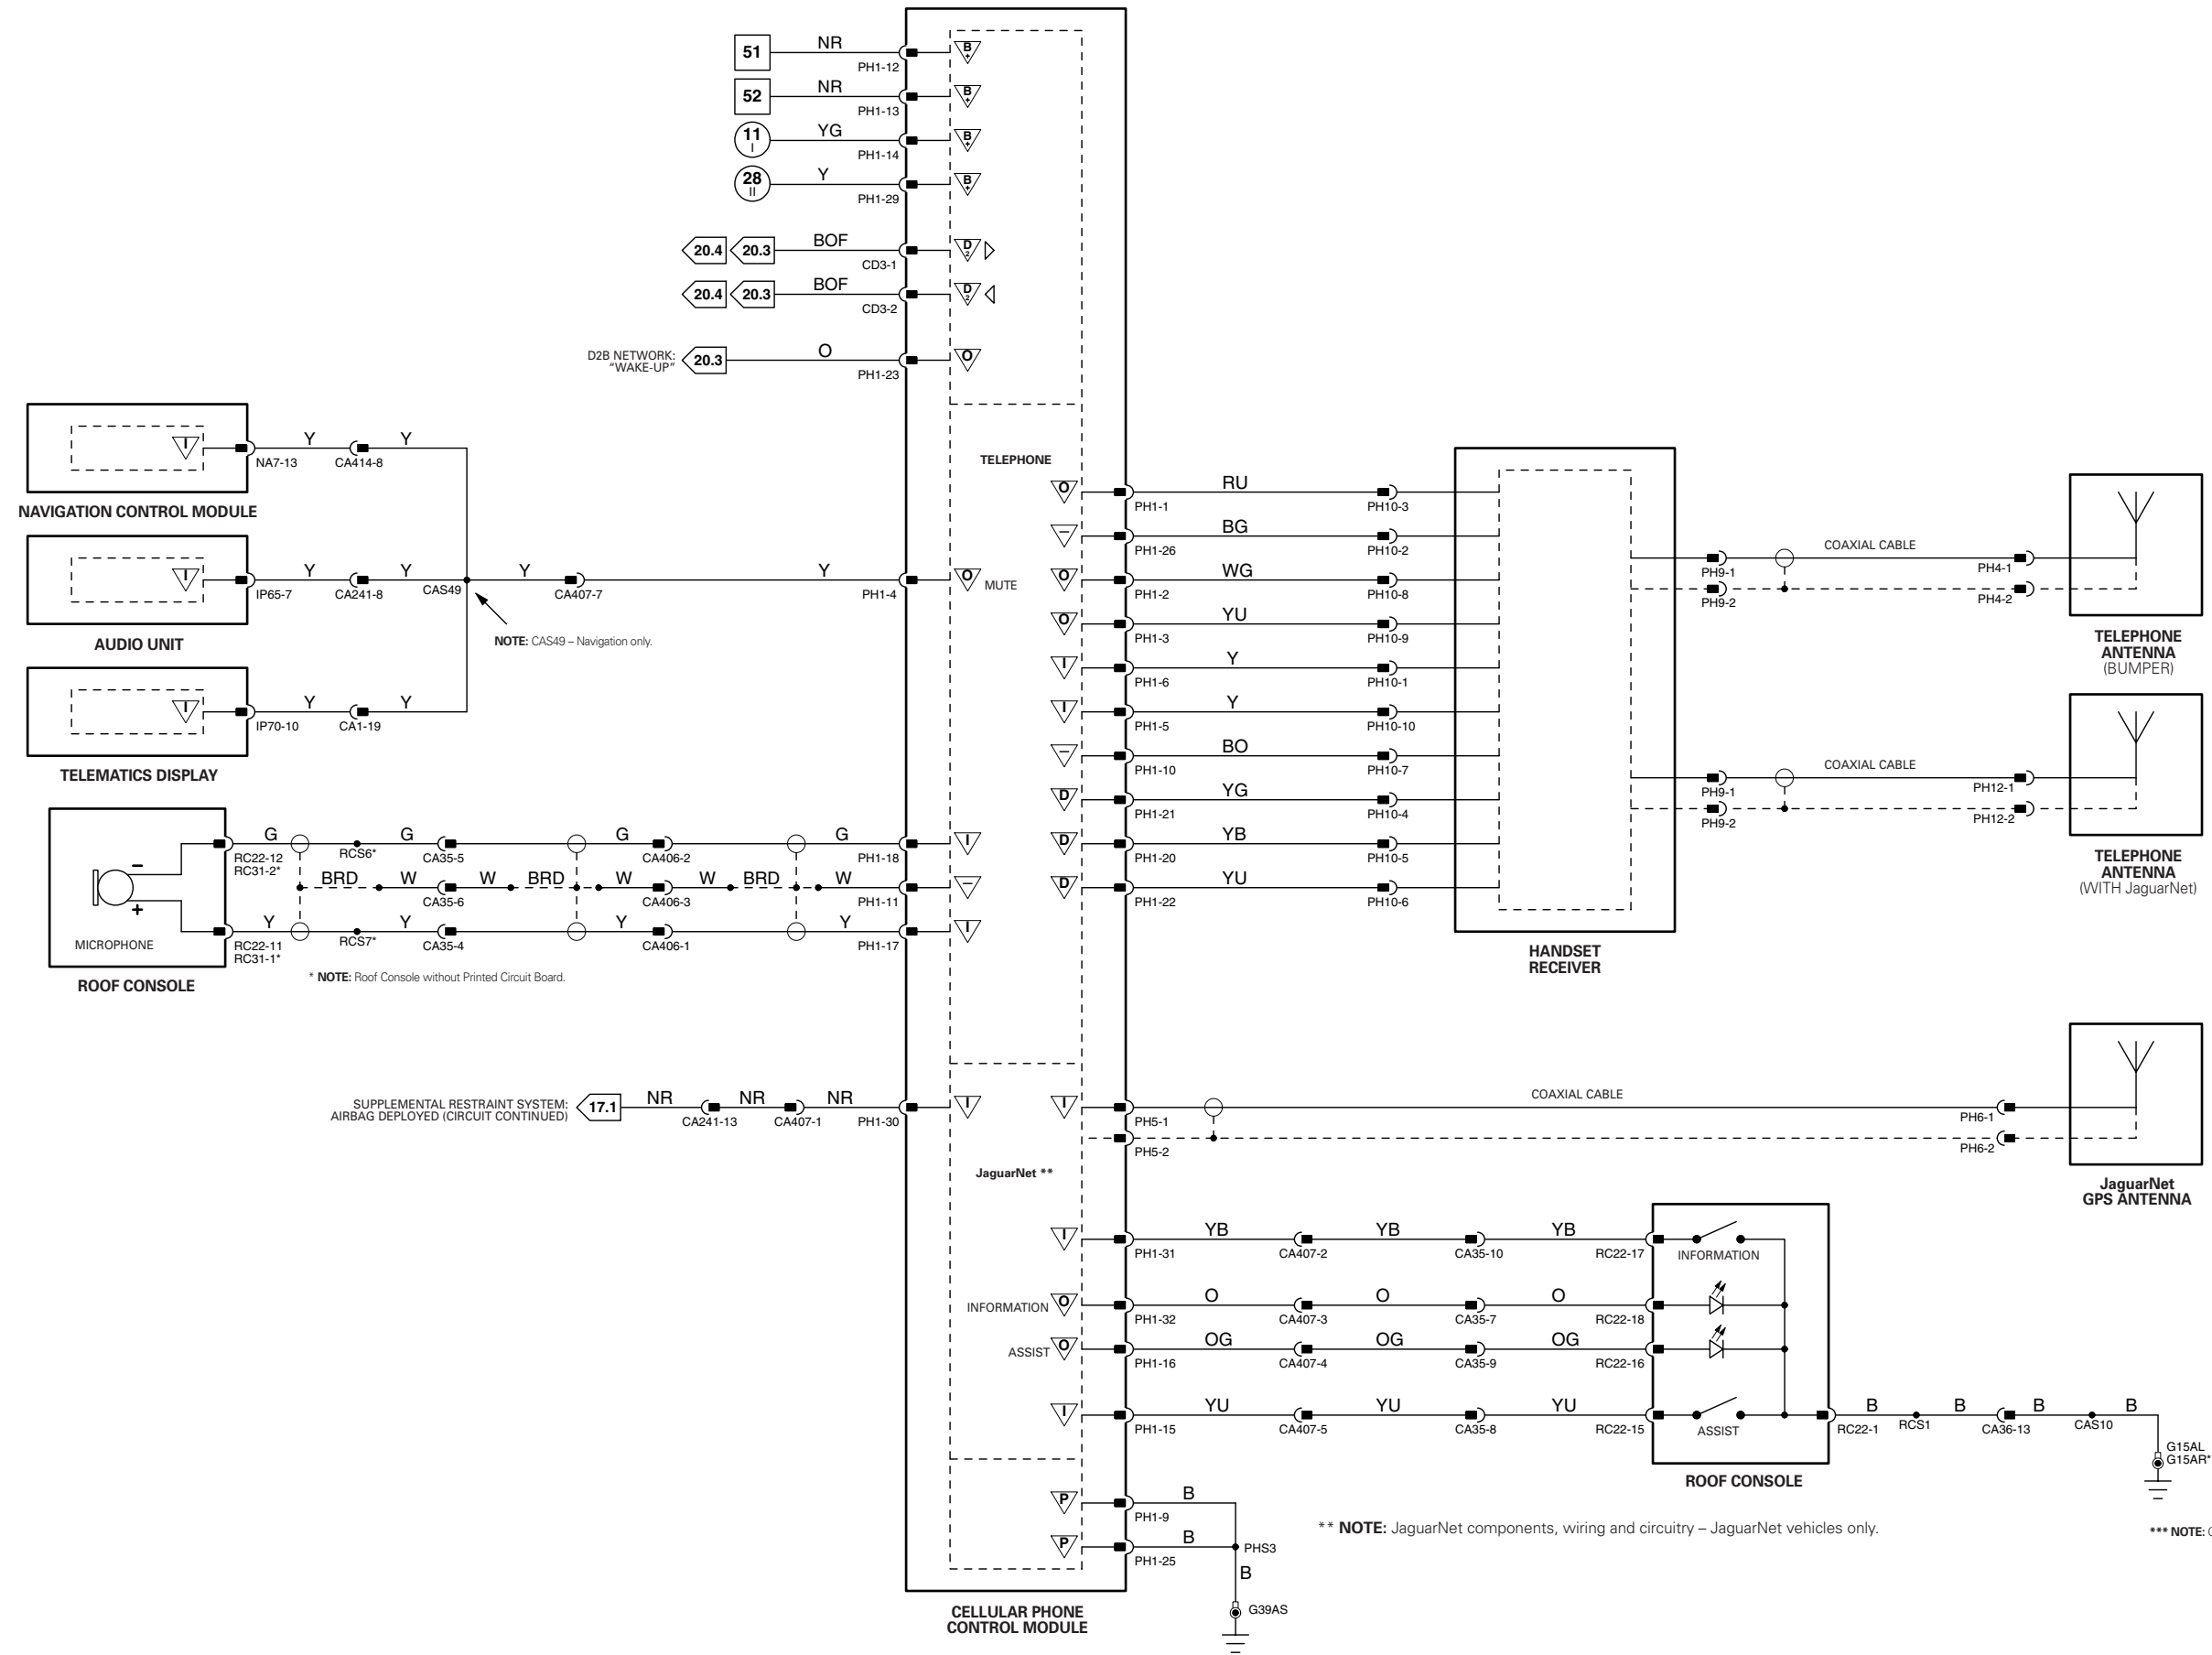 51 NR PH1-12 B+
52 NR PH1-13 B+
11 I YG PH1-14 B+
28 II Y PH1-29 B+
20.4 20.3 BOF CD3-1 D2
20.4 20.3 BOF CD3-2 D2
D2B NETWORK:
"WAKE-UP"
20.3 O PH1-23 O
I NA7-13 Y CA414-8 Y
NAVIGATION CONTROL MODULE
I IP65-7 Y CA241-8 Y CAS49 Y CA407-7 Y PH1-4 O MUTE
AUDIO UNIT
NOTE: CAS49 – Navigation only.
I IP70-10 Y CA1-19 Y
TELEMATICS DISPLAY
MICROPHONE
– +
G G G G
RC22-12
RC31-2*
RCS6* CA35-5 CA406-2 PH1-18 I
BRD W W BRD W W BRD W
CA35-6 CA406-3 PH1-11 –
Y Y Y Y
RC22-11
RC31-1*
RCS7* CA35-4 CA406-1 PH1-17 I
ROOF CONSOLE
* NOTE: Roof Console without Printed Circuit Board.
SUPPLEMENTAL RESTRAINT SYSTEM:
AIRBAG DEPLOYED (CIRCUIT CONTINUED)
17.1 NR CA241-13 NR CA407-1 NR PH1-30 I
TELEPHONE
O PH1-1 RU PH10-3
– PH1-26 BG PH10-2
O PH1-2 WG PH10-8
O PH1-3 YU PH10-9
I PH1-6 Y PH10-1
I PH1-5 Y PH10-10
– PH1-10 BO PH10-7
D PH1-21 YG PH10-4
D PH1-20 YB PH10-5
D PH1-22 YU PH10-6
HANDSET
RECEIVER
PH9-1 COAXIAL CABLE PH4-1
PH9-2 PH4-2
TELEPHONE
ANTENNA
(BUMPER)
PH9-1 COAXIAL CABLE PH12-1
PH9-2 PH12-2
TELEPHONE
ANTENNA
(WITH JaguarNet)
I PH5-1 COAXIAL CABLE PH6-1
PH5-2 PH6-2
JaguarNet
GPS ANTENNA
JaguarNet **
I PH1-31 YB CA407-2 YB CA35-10 YB RC22-17 INFORMATION
INFORMATION O PH1-32 O CA407-3 O CA35-7 O RC22-18
ASSIST O PH1-16 OG CA407-4 OG CA35-9 OG RC22-16
I PH1-15 YU CA407-5 YU CA35-8 YU RC22-15 ASSIST
RC22-1 B RCS1 B CA36-13 B CAS10 B
G15AL
G15AR*
ROOF CONSOLE
P PH1-9 B
P PH1-25 B PHS3
B
G39AS
** NOTE: JaguarNet components, wiring and circuitry – JaguarNet vehicles only.
*** NOTE:
CELLULAR PHONE
CONTROL MODULE